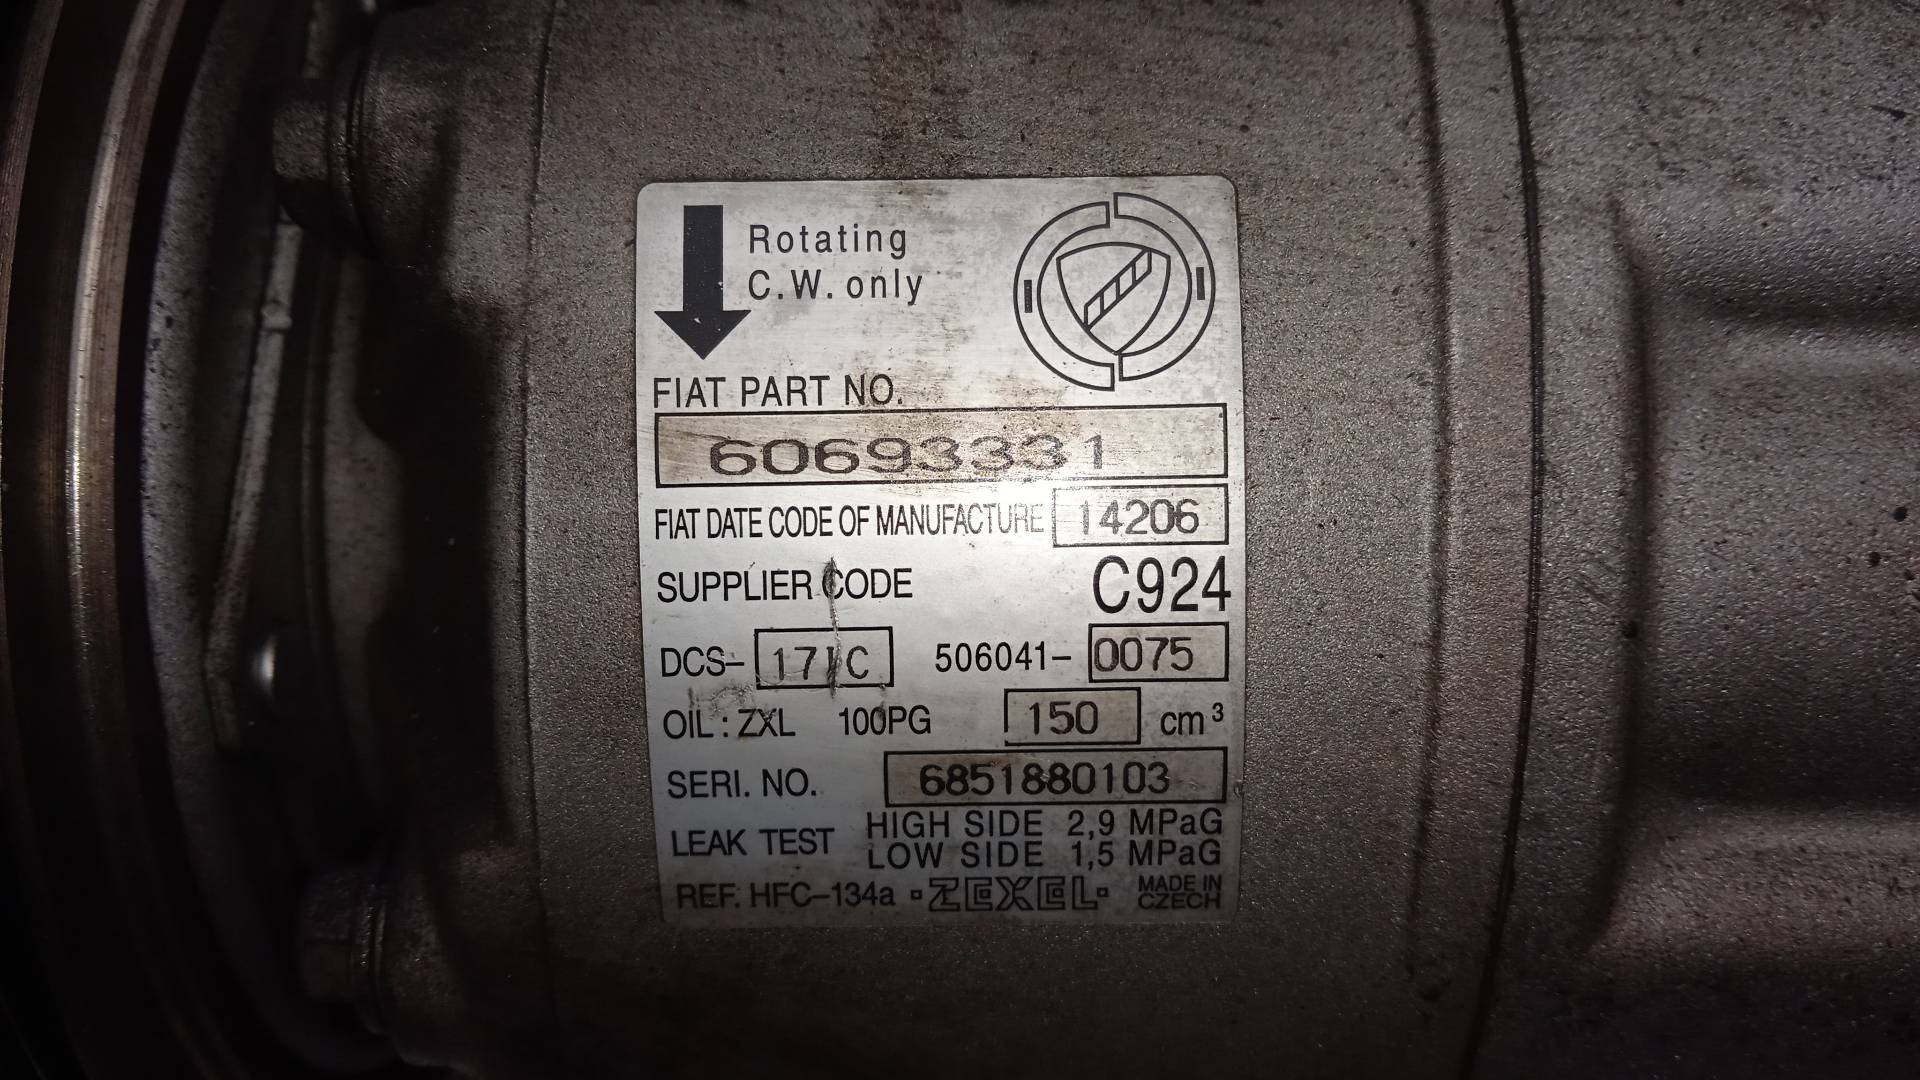 Rotating
C.W. only
FIAT PART NO.
60693331
FIAT DATE CODE OF MANUFACTURE 14206
SUPPLIER CODE C924
DCS- 17IC 506041- 0075
OIL : ZXL 100PG 150 cm³
SERI. NO. 6851880103
LEAK TEST HIGH SIDE 2,9 MPaG
LOW SIDE 1,5 MPaG
REF: HFC-134a ZEXEL MADE IN
CZECH